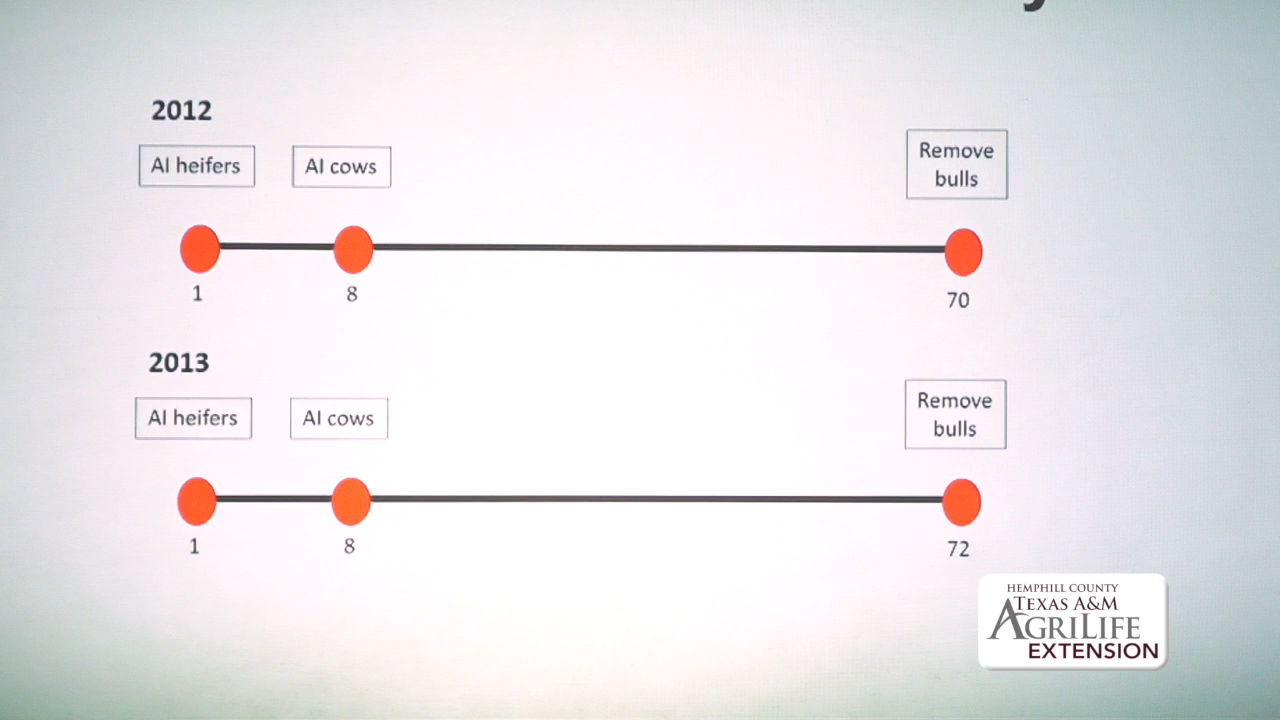 2012
AI heifers
AI cows
Remove
bulls
1
8
70
2013
AI heifers
AI cows
Remove
bulls
1
8
72
HEMPHILL COUNTY
TEXAS A&M
AGRILIFE
EXTENSION